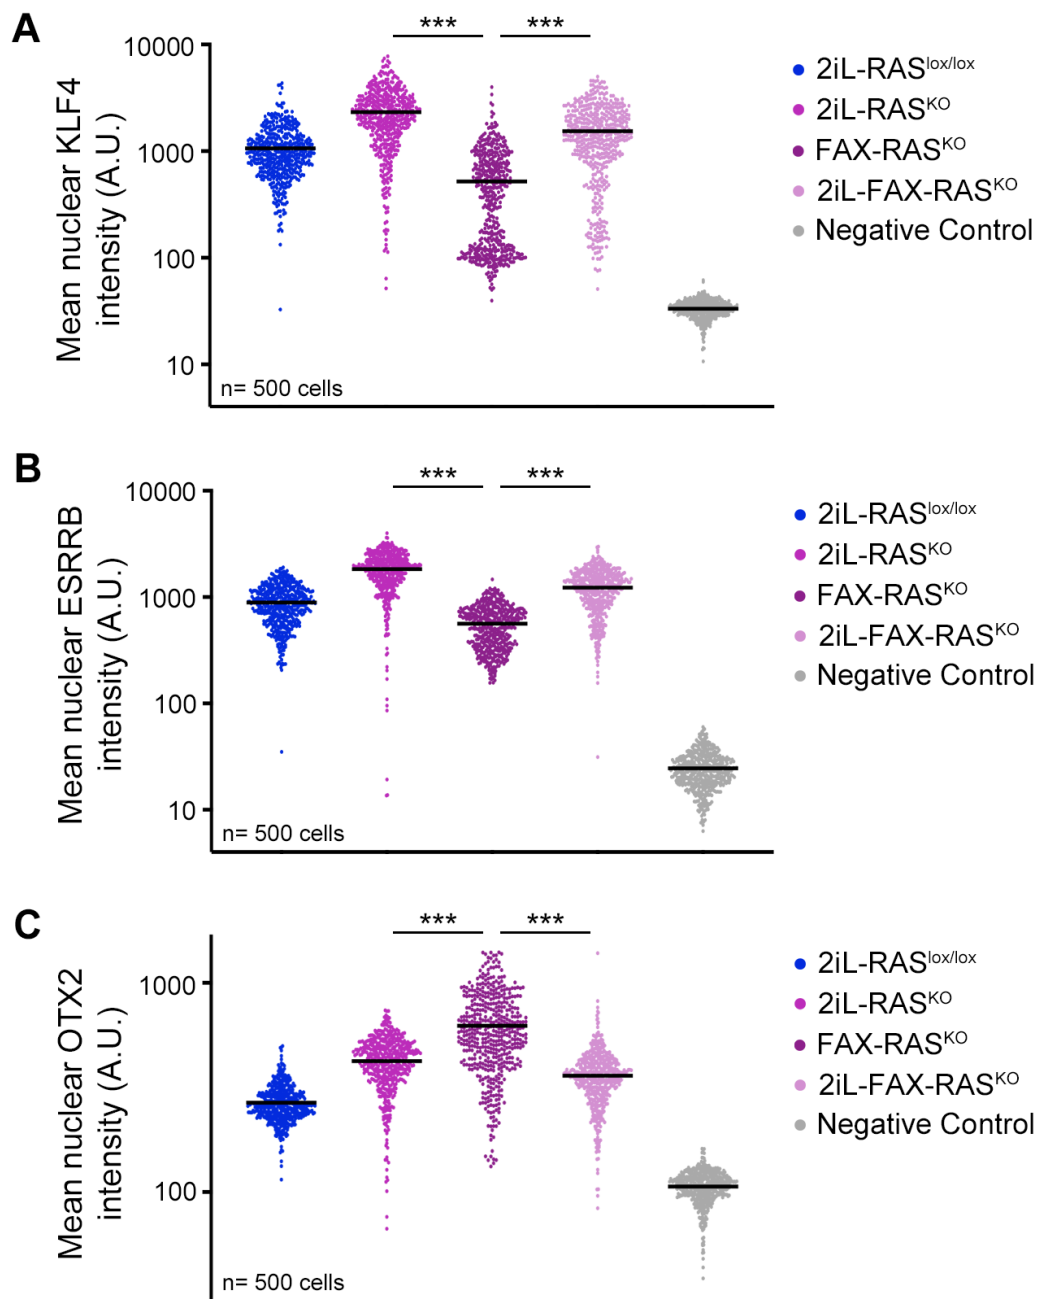 A
*** ***
10000
1000
100
10
Mean nuclear KLF4
intensity (A.U.)
n= 500 cells
2iL-RASlox/lox
2iL-RASKO
FAX-RASKO
2iL-FAX-RASKO
Negative Control
B
*** ***
10000
1000
100
10
Mean nuclear ESRRB
intensity (A.U.)
n= 500 cells
2iL-RASlox/lox
2iL-RASKO
FAX-RASKO
2iL-FAX-RASKO
Negative Control
C
*** ***
1000
100
Mean nuclear OTX2
intensity (A.U.)
n= 500 cells
2iL-RASlox/lox
2iL-RASKO
FAX-RASKO
2iL-FAX-RASKO
Negative Control